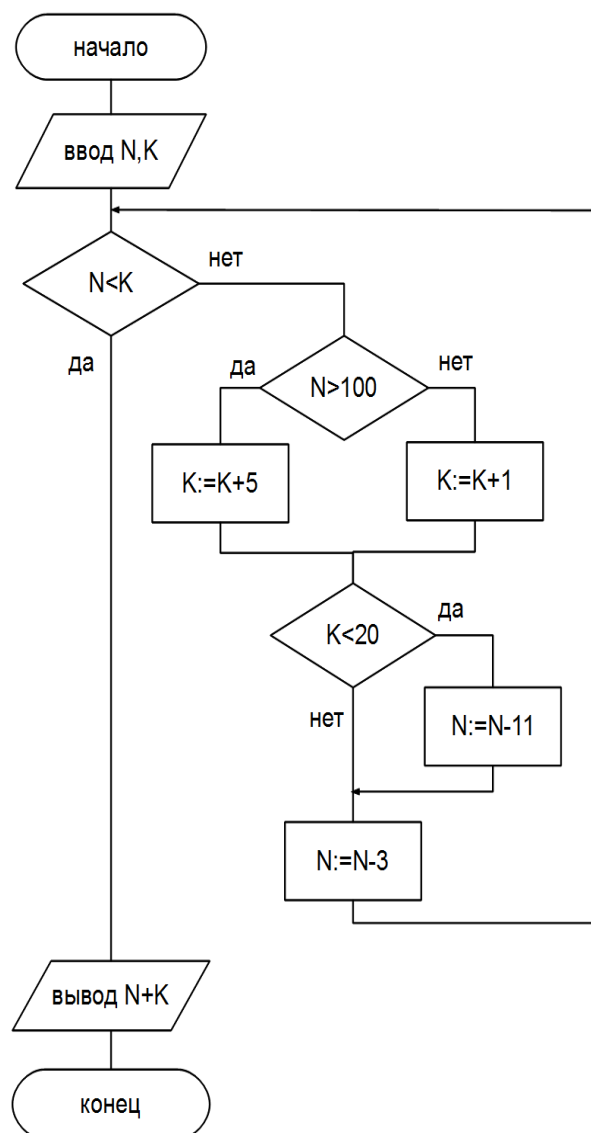 начало
ввод N,K
N<K
нет
да
N>100
да
нет
K:=K+5
K:=K+1
K<20
да
нет
N:=N-11
N:=N-3
вывод N+K
конец